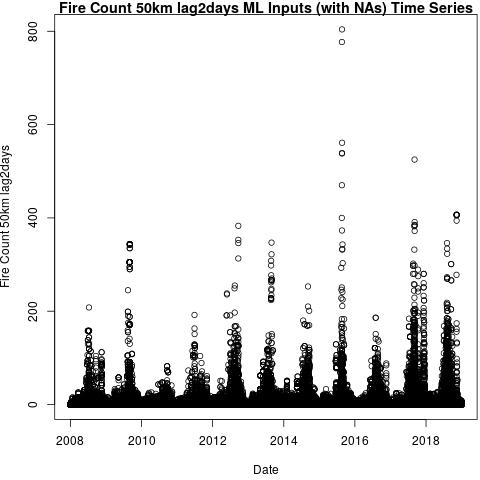 Fire Count 50km lag2days ML Inputs (with NAs) Time Series
Fire Count 50km lag2days
800
600
400
200
0
2008 2010 2012 2014 2016 2018
Date